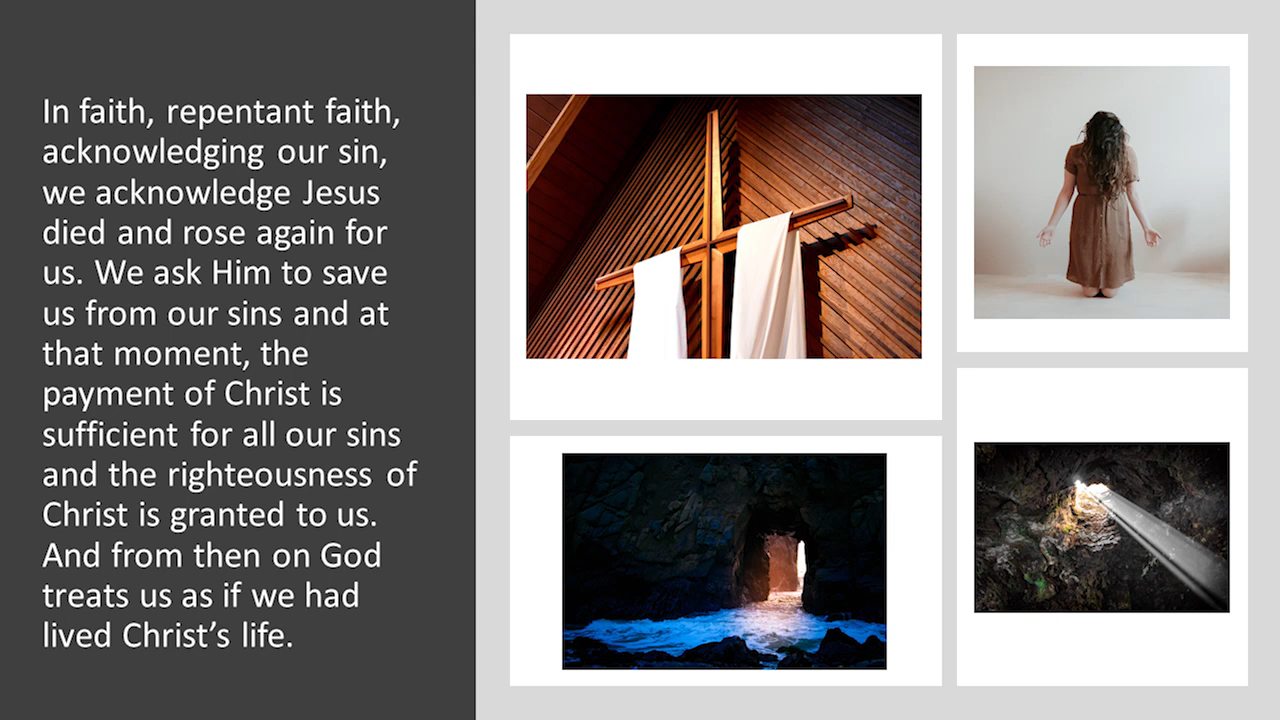 In faith, repentant faith,
acknowledging our sin,
we acknowledge Jesus
died and rose again for
us. We ask Him to save
us from our sins and at
that moment, the
payment of Christ is
sufficient for all our sins
and the righteousness of
Christ is granted to us.
And from then on God
treats us as if we had
lived Christ’s life.